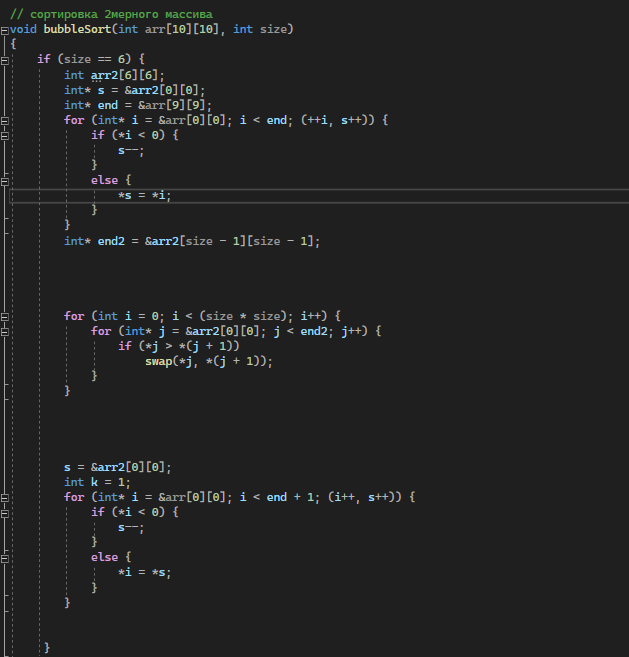 // сортировка 2мерного массива
void bubbleSort(int arr[10][10], int size)
{
if (size == 6) {
int arr2[6][6];
int* s = &arr2[0][0];
int* end = &arr[9][9];
for (int* i = &arr[0][0]; i < end; (++i, s++)) {
if (*i < 0) {
s--;
}
else {
*s = *i;
}
}
int* end2 = &arr2[size - 1][size - 1];
for (int i = 0; i < (size * size); i++) {
for (int* j = &arr2[0][0]; j < end2; j++) {
if (*j > *(j + 1))
swap(*j, *(j + 1));
}
}
s = &arr2[0][0];
int k = 1;
for (int* i = &arr[0][0]; i < end + 1; (i++, s++)) {
if (*i < 0) {
s--;
}
else {
*i = *s;
}
}
}